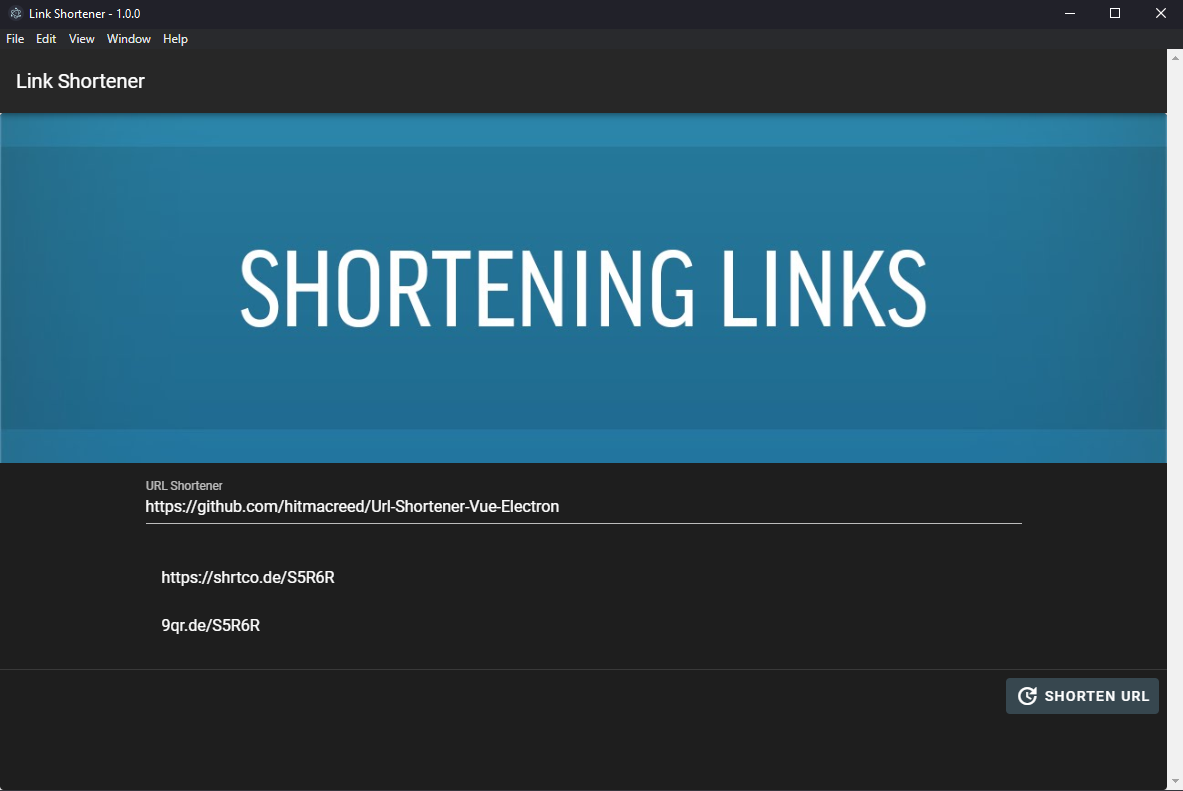 Link Shortener - 1.0.0
File Edit View Window Help
Link Shortener
SHORTENING LINKS
URL Shortener
https://github.com/hitmacreed/Url-Shortener-Vue-Electron
https://shrtco.de/S5R6R
9qr.de/S5R6R
SHORTEN URL